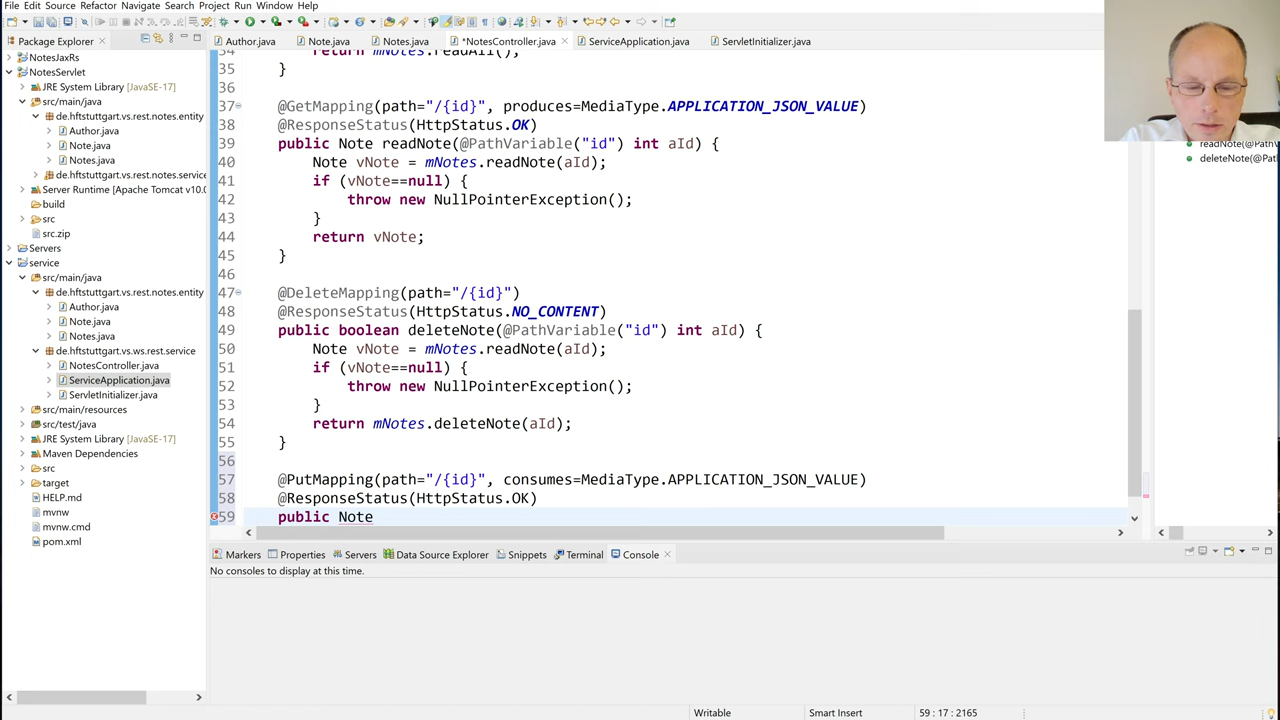 File Edit Source Refactor Navigate Search Project Run Window Help
Package Explorer
Author.java
Note.java
Notes.java
*NotesController.java
ServiceApplication.java
ServletInitializer.java
NotesJaxRs
NotesServlet
JRE System Library [JavaSE-17]
src/main/java
de.hftstuttgart.vs.rest.notes.entity
Author.java
Note.java
Notes.java
de.hftstuttgart.vs.rest.notes.service
Server Runtime [Apache Tomcat v10.0
build
src
src.zip
Servers
service
src/main/java
de.hftstuttgart.vs.rest.notes.entity
Author.java
Note.java
Notes.java
de.hftstuttgart.vs.ws.rest.service
NotesController.java
ServiceApplication.java
ServletInitializer.java
src/main/resources
src/test/java
JRE System Library [JavaSE-17]
Maven Dependencies
src
target
HELP.md
mvnw
mvnw.cmd
pom.xml
34 return mNotes.readAll();
35 }
36
37 @GetMapping(path="/{id}", produces=MediaType.APPLICATION_JSON_VALUE)
38 @ResponseStatus(HttpStatus.OK)
39 public Note readNote(@PathVariable("id") int aId) {
40 Note vNote = mNotes.readNote(aId);
41 if (vNote==null) {
42 throw new NullPointerException();
43 }
44 return vNote;
45 }
46
47 @DeleteMapping(path="/{id}")
48 @ResponseStatus(HttpStatus.NO_CONTENT)
49 public boolean deleteNote(@PathVariable("id") int aId) {
50 Note vNote = mNotes.readNote(aId);
51 if (vNote==null) {
52 throw new NullPointerException();
53 }
54 return mNotes.deleteNote(aId);
55 }
56
57 @PutMapping(path="/{id}", consumes=MediaType.APPLICATION_JSON_VALUE)
58 @ResponseStatus(HttpStatus.OK)
59 public Note
readNote(@PathV
deleteNote(@Pat
Markers
Properties
Servers
Data Source Explorer
Snippets
Terminal
Console
No consoles to display at this time.
Writable
Smart Insert
59 : 17 : 2165